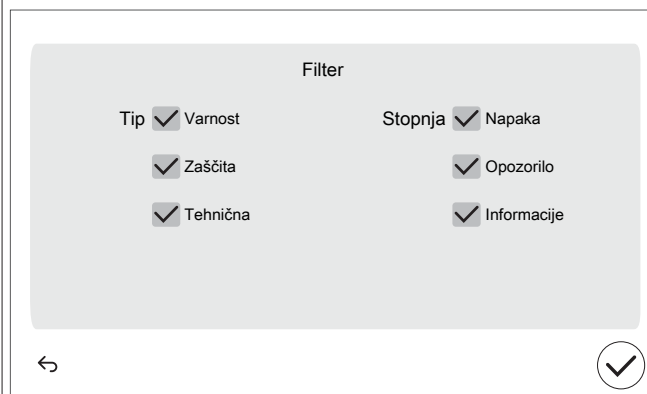 Filter
Tip Varnost Stopnja Napaka
Zaščita Opozorilo
Tehnična Informacije